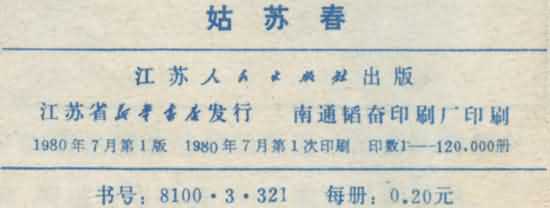 姑苏春
江苏人民出版社出版
江苏省新华书店发行 南通韬奋印刷厂印刷
1980年7月第1版 1980年7月第1次印刷 印数1——120,000册
书号：8100·3·321 每册：0.20元